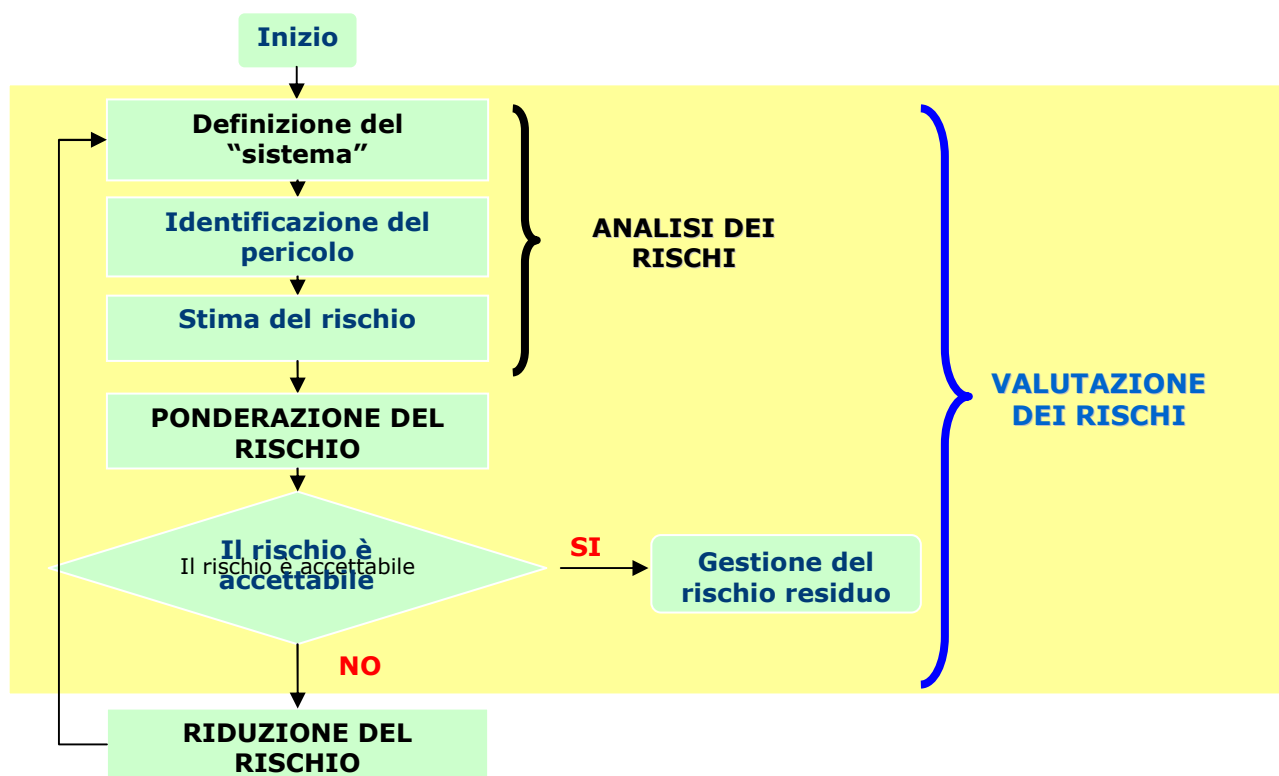 Inizio
Definizione del
“sistema”
Identificazione del
pericolo
ANALISI DEI
RISCHI
Stima del rischio
VALUTAZIONE
DEI RISCHI
PONDERAZIONE DEL
RISCHIO
Il rischio è
accettabile
Il rischio è accettabile
SI
Gestione del
rischio residuo
NO
RIDUZIONE DEL
RISCHIO